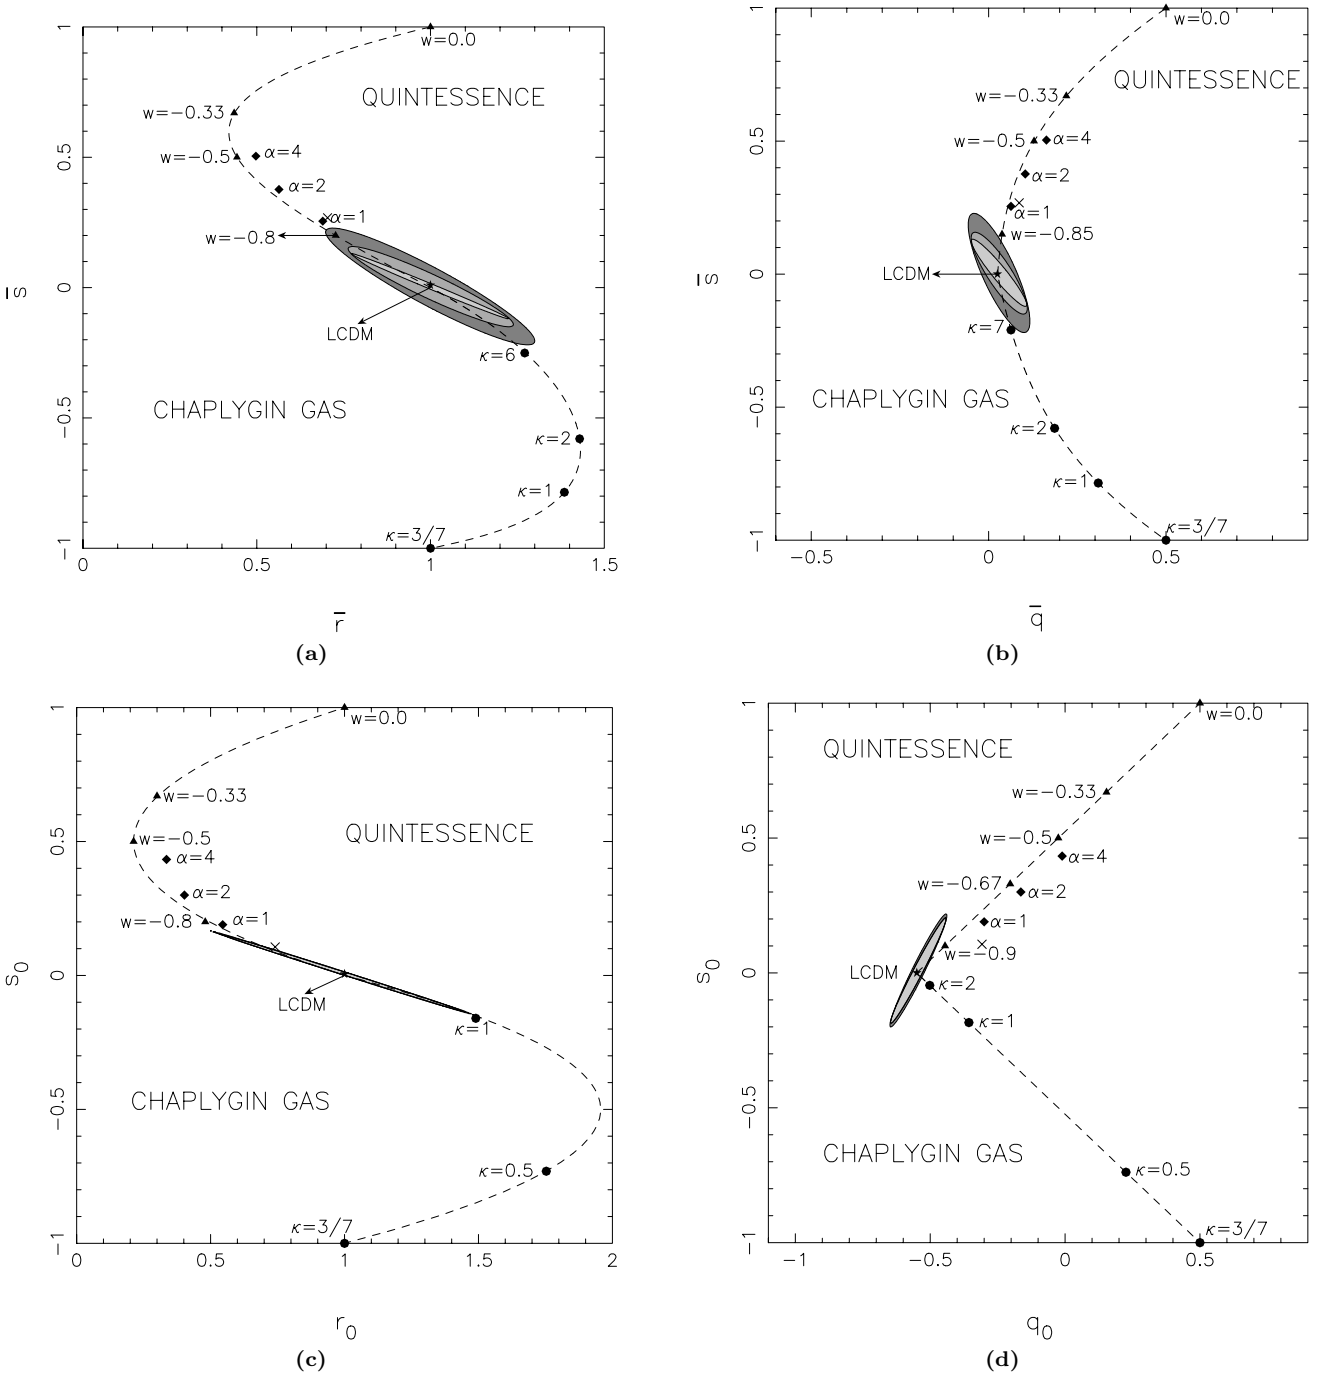 1
w=0.0
QUINTESSENCE
w=−0.33
0.5
α=4
w=−0.5
α=2
α=1
w=−0.8
0
s̄
LCDM
κ=6
CHAPLYGIN GAS
−0.5
κ=2
κ=1
κ=3/7
−1
0 0.5 1 1.5
r̄
(a)
1
w=0.0
QUINTESSENCE
w=−0.33
0.5
w=−0.5
α=4
α=2
α=1
w=−0.85
0
s̄
LCDM
κ=7
CHAPLYGIN GAS
−0.5
κ=2
κ=1
κ=3/7
−1
−0.5 0 0.5
q̄
(b)
1
w=0.0
w=−0.33
QUINTESSENCE
0.5
w=−0.5
α=4
α=2
w=−0.8
α=1
0
s₀
LCDM
κ=1
CHAPLYGIN GAS
−0.5
κ=0.5
κ=3/7
−1
0 0.5 1 1.5 2
r₀
(c)
1
w=0.0
QUINTESSENCE
w=−0.33
0.5
w=−0.5
α=4
w=−0.67
α=2
α=1
w=−0.9
0
s₀
LCDM
κ=2
κ=1
−0.5
CHAPLYGIN GAS
κ=0.5
κ=3/7
−1
−1 −0.5 0 0.5
q₀
(d)